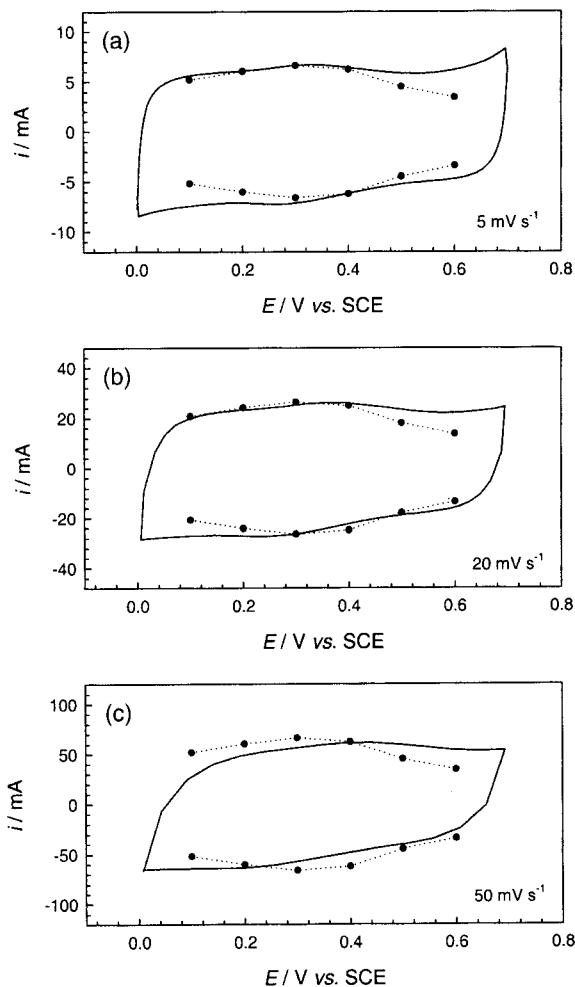 (a)
10
5
0
-5
-10
i / mA
5 mV s⁻¹
0.0 0.2 0.4 0.6 0.8
E / V vs. SCE
(b)
40
20
0
-20
-40
i / mA
20 mV s⁻¹
0.0 0.2 0.4 0.6 0.8
E / V vs. SCE
(c)
100
50
0
-50
-100
i / mA
50 mV s⁻¹
0.0 0.2 0.4 0.6 0.8
E / V vs. SCE